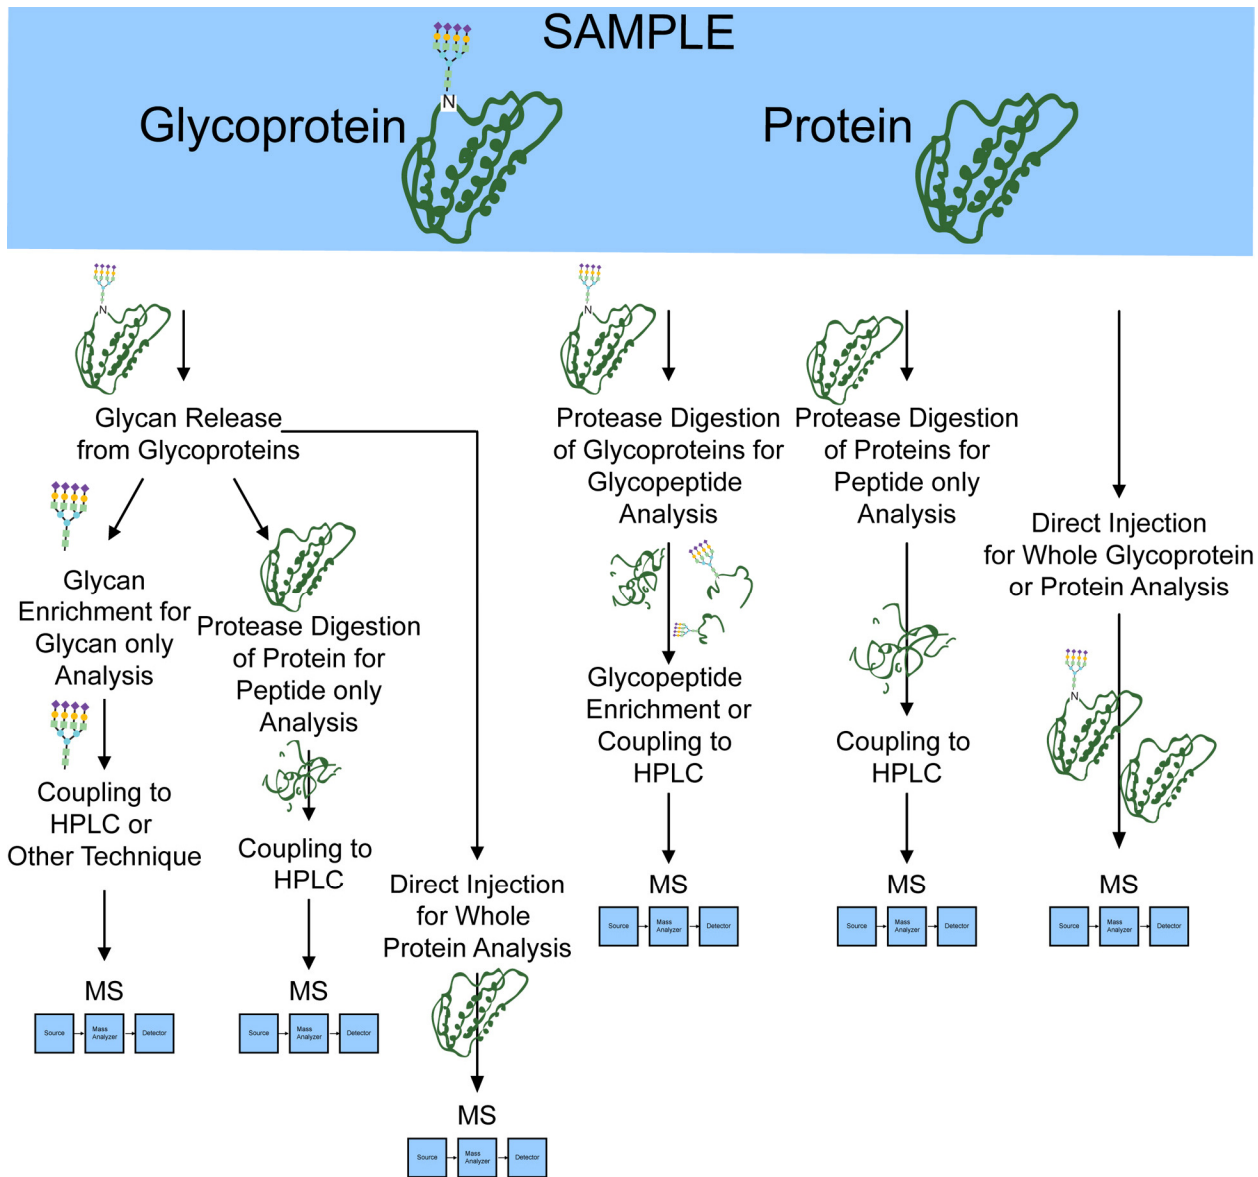 SAMPLE
Glycoprotein
N
Protein
N
Glycan Release
from Glycoproteins
Glycan
Enrichment for
Glycan only
Analysis
Coupling to
HPLC or
Other Technique
MS
Source
Mass
Analyzer
Detector
Protease Digestion
of Protein for
Peptide only
Analysis
Coupling to
HPLC
MS
Source
Mass
Analyzer
Detector
Direct Injection
for Whole
Protein Analysis
MS
Source
Mass
Analyzer
Detector
N
Protease Digestion
of Glycoproteins for
Glycopeptide
Analysis
Glycopeptide
Enrichment or
Coupling to
HPLC
MS
Source
Mass
Analyzer
Detector
Protease Digestion
of Proteins for
Peptide only
Analysis
Coupling to
HPLC
MS
Source
Mass
Analyzer
Detector
Direct Injection
for Whole Glycoprotein
or Protein Analysis
N
MS
Source
Mass
Analyzer
Detector